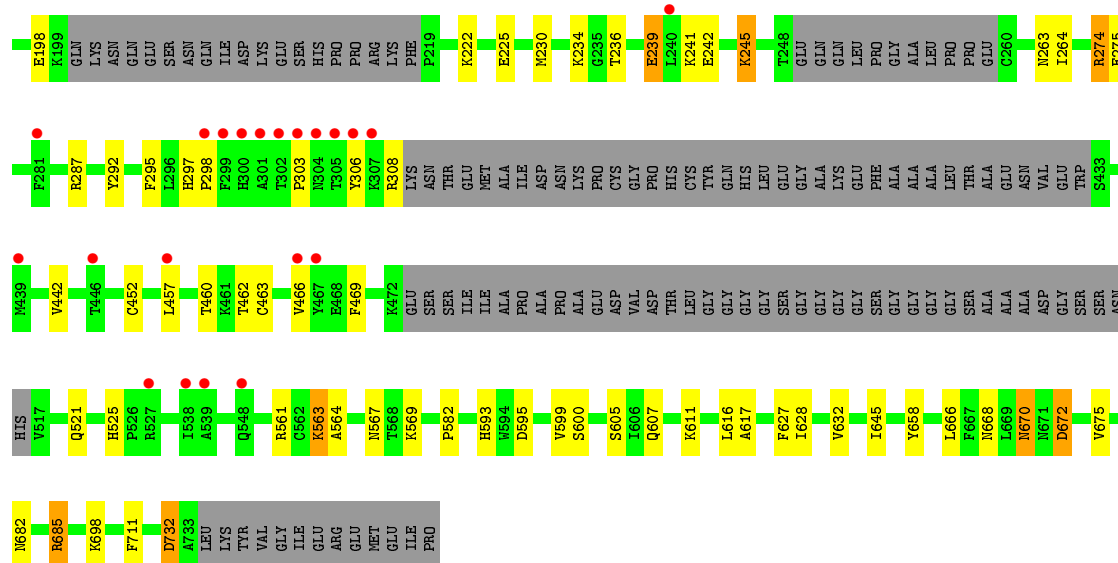 E198 K199 GLN LYS ASN GLN GLU SER ASN GLN ILE ASP LYS GLU SER HIS PRO PRO ARG LYS PHE P219 K222 E225 M230 K234 G235 T236 E239 L240 K241 E242 K245 T248 GLU GLN GLN LEU PRO GLY ALA LEU PRO PRO GLU C260 N263 I264 R274 E275
F281 R287 Y292 F295 L296 H297 P298 F299 H300 A301 T302 P303 N304 T305 Y306 K307 R308 LYS ASN THR GLU MET ALA ILE ASP ASN LYS PRO CYS GLY PRO HIS CYS TYR GLN HIS LEU GLU GLY ALA LYS GLU PHE ALA ALA ALA LEU THR ALA GLU ASN VAL GLU TRP S433
M439 V442 T446 C452 L457 T460 K461 T462 C463 V466 Y467 E468 F469 K472 GLU SER SER ILE ILE ALA PRO ALA PRO ALA GLU ASP VAL ASP THR LEU GLY GLY GLY GLY SER GLY GLY GLY GLY SER GLY GLY GLY GLY SER ALA ALA ALA ASP GLY SER SER ASN
HIS V517 Q521 H525 P526 R527 I538 A539 Q548 R561 C562 K563 A564 N567 T568 K569 P582 H593 W594 D595 V599 S600 S605 I606 Q607 K611 L616 A617 F627 I628 V632 I645 Y658 L666 F667 N668 L669 N670 N671 D672 V675
N682 R685 K698 F711 D732 A733 LEU LYS TYR VAL GLY ILE GLU ARG GLU MET GLU ILE PRO